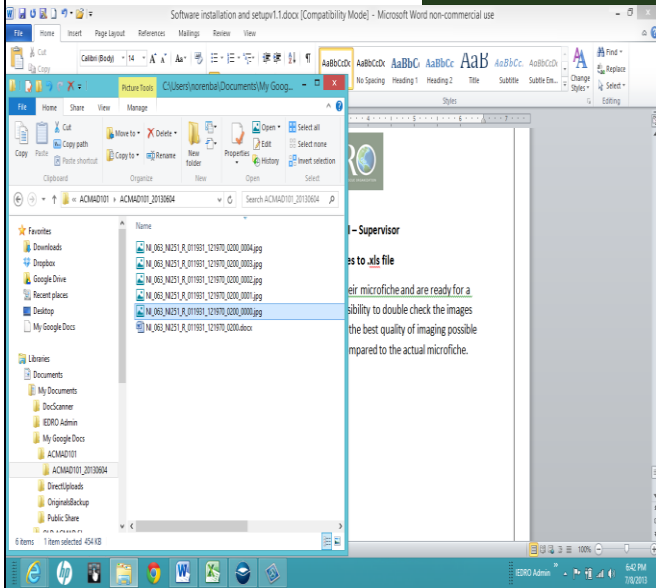 Software installation and setupv1.1.docx [Compatibility Mode] - Microsoft Word non-commercial use
File Home Insert Page Layout References Mailings Review View
Cut
Copy
Calibri (Body) 14
AaBbCcDc AaBbCcDc AaBbCc AaBbCc AaB AaBbCc. AaBbCcDc
No Spacing Heading 1 Heading 2 Title Subtitle Subtle Em...
Change Styles
Find
Replace
Select
Styles Editing
Picture Tools C:\Users\norenba\Documents\My Goog...
File Home Share View Manage
Copy Paste
Cut
Copy path
Paste shortcut
Move to Delete
Copy to Rename
New folder
Properties
Open
Edit
History
Select all
Select none
Invert selection
Clipboard Organize New Open Select
« ACMAD101 ACMAD101_20130604
Search ACMAD101_20130604
Name
NI_063_NI251_R_011931_121970_0200_0004.jpg
NI_063_NI251_R_011931_121970_0200_0003.jpg
NI_063_NI251_R_011931_121970_0200_0002.jpg
NI_063_NI251_R_011931_121970_0200_0001.jpg
NI_063_NI251_R_011931_121970_0200_0000.jpg
NI_063_NI251_R_011931_121970_0200.docx
Favorites
Downloads
Dropbox
Google Drive
Recent places
Desktop
My Google Docs
Libraries
Documents
My Documents
DocScanner
IEDRO Admin
My Google Docs
ACMAD101
ACMAD101_20130604
DirectUploads
OriginalsBackup
Public Share
6 items 1 item selected 454 KB
RO
– Supervisor
es to .xls file
eir microfiche and are ready for a
sibility to double check the images
the best quality of imaging possible
mpared to the actual microfiche.
100%
IEDRO Admin
6:42 PM
7/8/2013